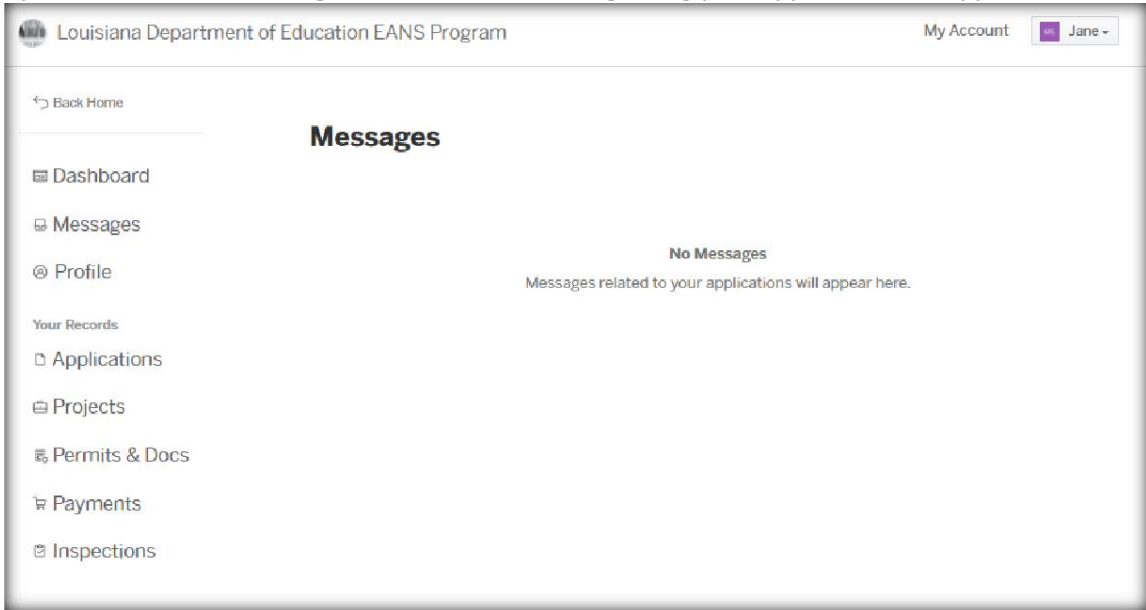 Louisiana Department of Education EANS Program
My Account
Jane
Back Home
Messages
Dashboard
Messages
Profile
No Messages
Messages related to your applications will appear here.
Your Records
Applications
Projects
Permits & Docs
Payments
Inspections